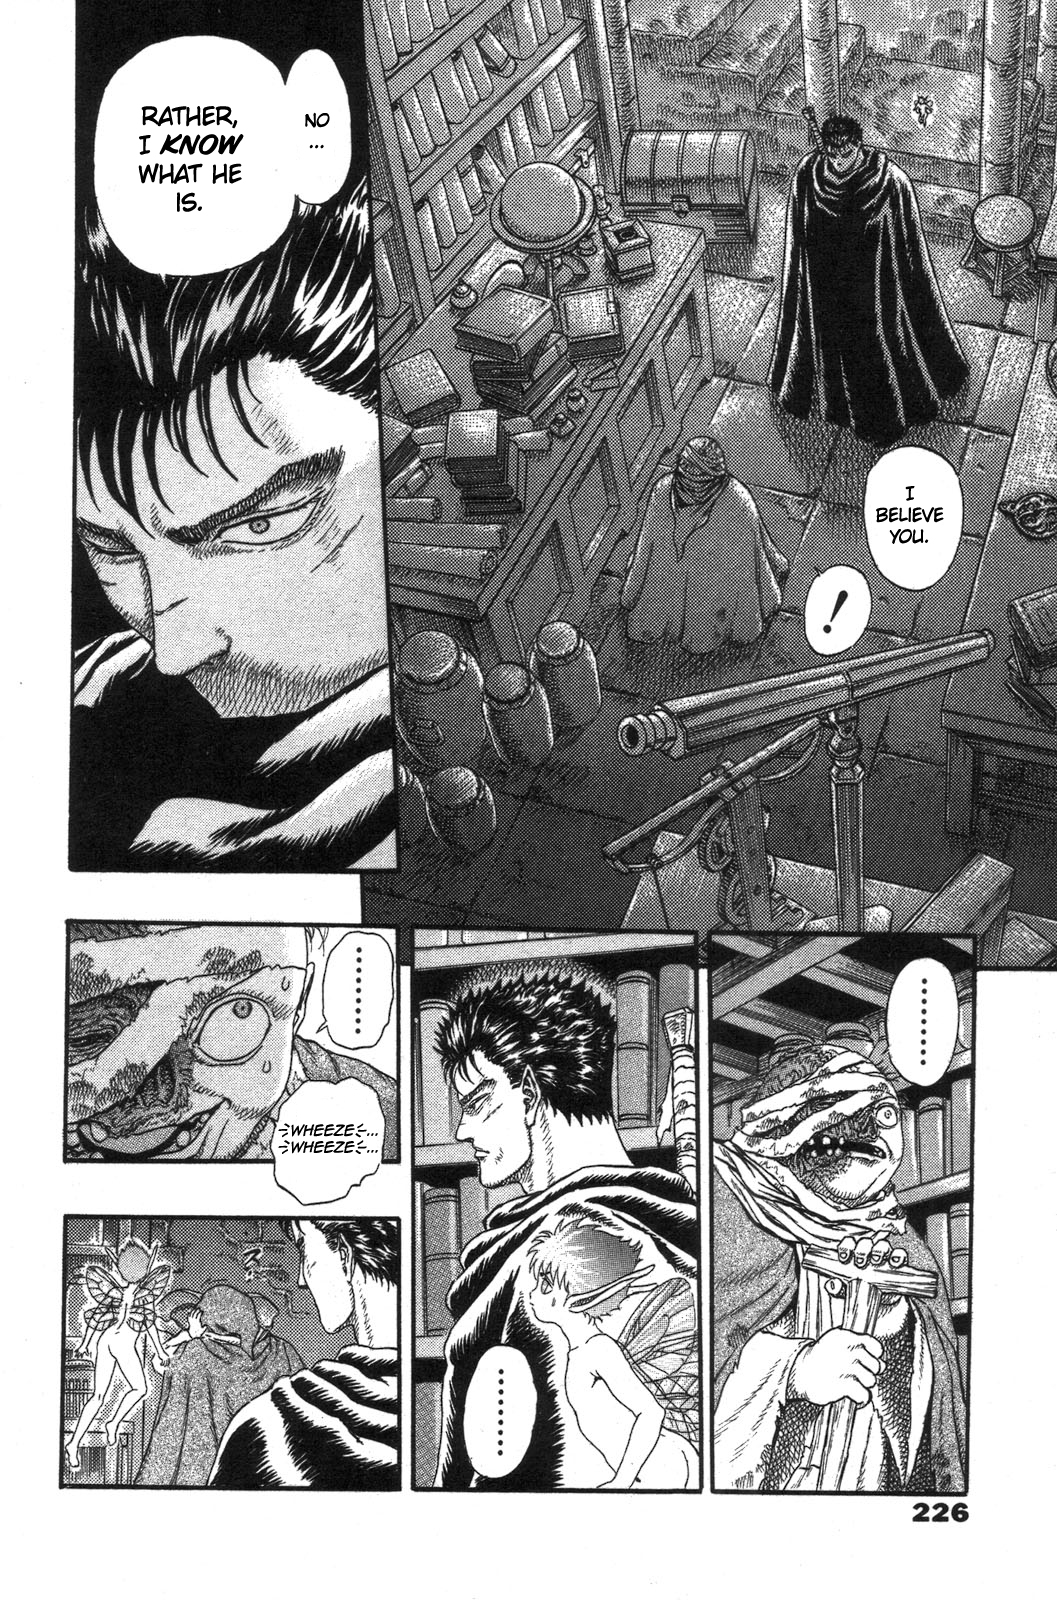 I
BELIEVE
YOU.
!
NO
...
RATHER,
I KNOW
WHAT HE
IS.
........
........
........
WHEEZE...
WHEEZE...
226